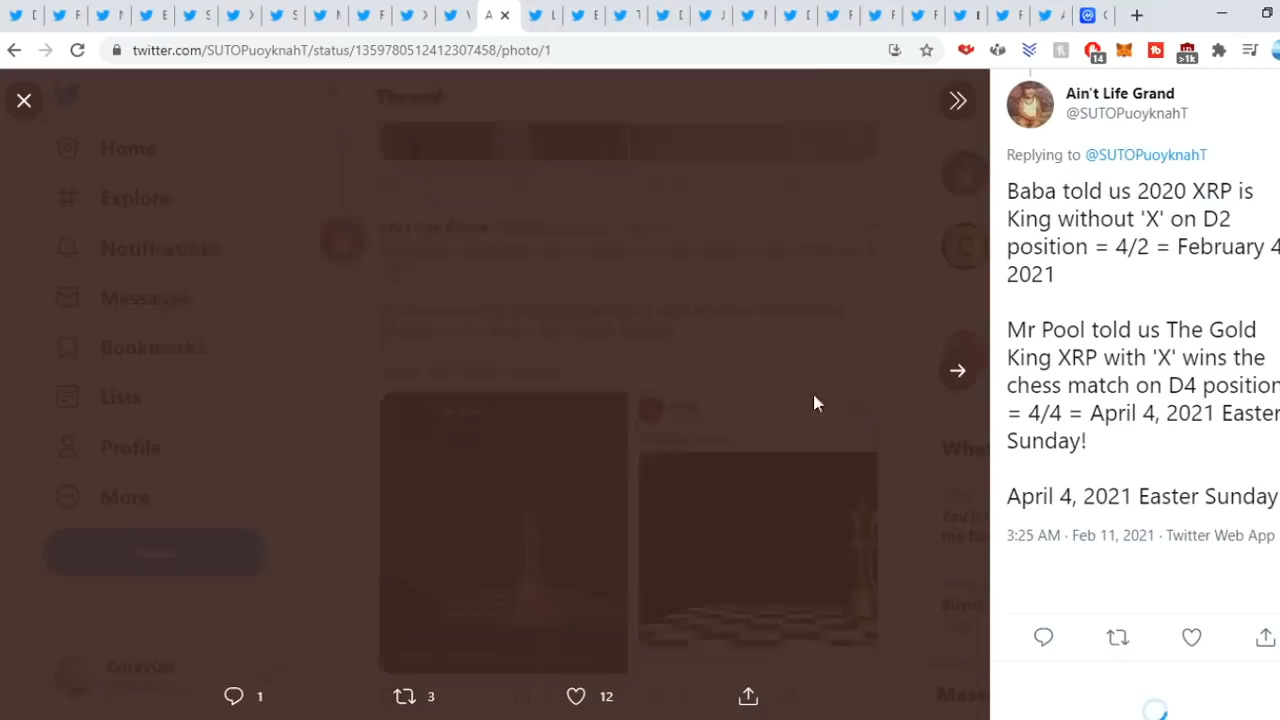 twitter.com/SUTOPuoyknahT/status/1359780512412307458/photo/1
14
>1k
Thread
Home
Explore
Notifications
Messages
Bookmarks
Lists
Profile
More
1
3
12
Ain't Life Grand
@SUTOPuoyknahT
Replying to @SUTOPuoyknahT
Baba told us 2020 XRP is
King without 'X' on D2
position = 4/2 = February 4
2021
Mr Pool told us The Gold
King XRP with 'X' wins the
chess match on D4 position
= 4/4 = April 4, 2021 Easter
Sunday!
April 4, 2021 Easter Sunday
3:25 AM · Feb 11, 2021 · Twitter Web App